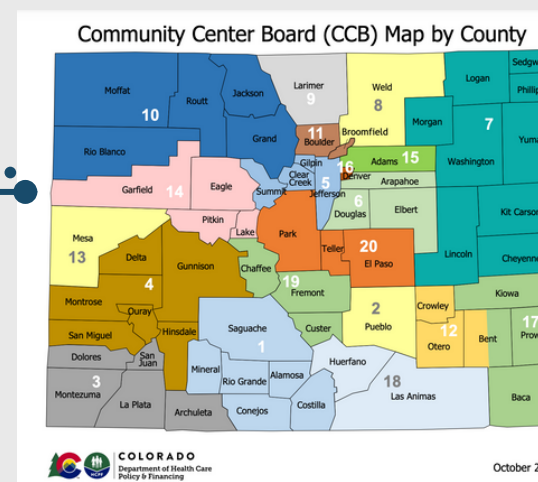 Community Center Board (CCB) Map by County
Moffat
Routt
Jackson
Larimer
9
Weld
8
Logan
Sedgw
Phillip
10
Grand
Morgan
7
Yuma
Rio Blanco
11
Boulder
Broomfield
Washington
Gilpin
16
Adams 15
Denver
Garfield 14
Eagle
Summit
Clear
Creek
5
Jefferson
Arapahoe
6
Douglas
Elbert
Kit Carson
Pitkin
Lake
Park
Mesa
13
Delta
Gunnison
Teller
20
El Paso
Lincoln
Cheyenne
4
Chaffee
19
Fremont
Kiowa
Montrose
Ouray
2
Pueblo
Crowley
San Miguel
Hinsdale
Saguache
1
Custer
12
Otero
Bent
17
Prow
Dolores
San
Juan
Mineral
Rio Grande
Alamosa
Huerfano
3
Montezuma
La Plata
Archuleta
Conejos
Costilla
18
Las Animas
Baca
COLORADO
Department of Health Care
Policy & Financing
HCPF
October 2